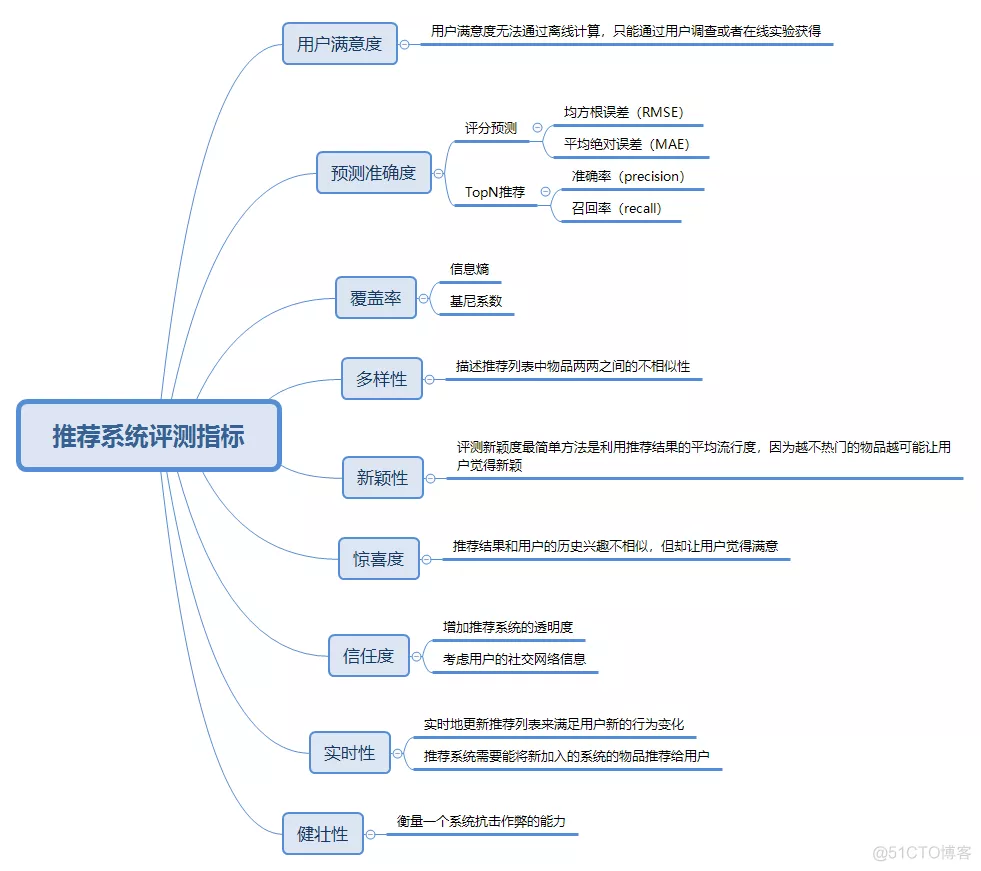 用户满意度
用户满意度无法通过离线计算，只能通过用户调查或者在线实验获得
预测准确度
评分预测
均方根误差（RMSE）
平均绝对误差（MAE）
TopN推荐
准确率（precision）
召回率（recall）
覆盖率
信息熵
基尼系数
多样性
描述推荐列表中物品两两之间的不相似性
推荐系统评测指标
新颖性
评测新颖度最简单方法是利用推荐结果的平均流行度，因为越不热门的物品越可能让用
户觉得新颖
惊喜度
推荐结果和用户的历史兴趣不相似，但却让用户觉得满意
信任度
增加推荐系统的透明度
考虑用户的社交网络信息
实时性
实时地更新推荐列表来满足用户新的行为变化
推荐系统需要能将新加入的系统的物品推荐给用户
健壮性
衡量一个系统抗击作弊的能力
@51CTO博客